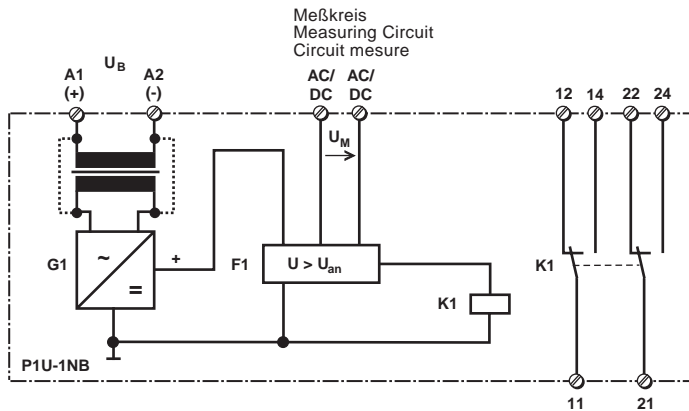 Meßkreis
Measuring Circuit
Circuit mesure
A1
(+)
U_B
A2
(-)
AC/
DC
AC/
DC
12
14
22
24
U_M
G1
~
=
+
F1
U > U_an
K1
K1
P1U-1NB
11
21